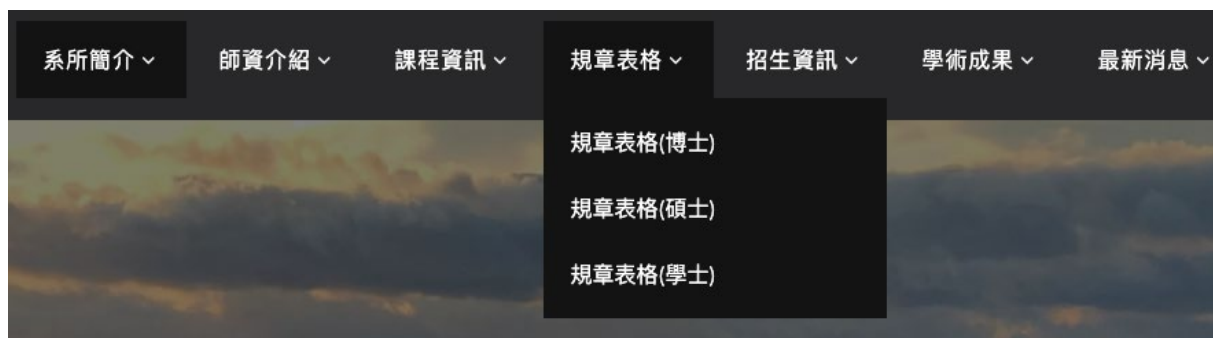 系所簡介 師資介紹 課程資訊 規章表格 招生資訊 學術成果 最新消息
規章表格(博士)
規章表格(碩士)
規章表格(學士)